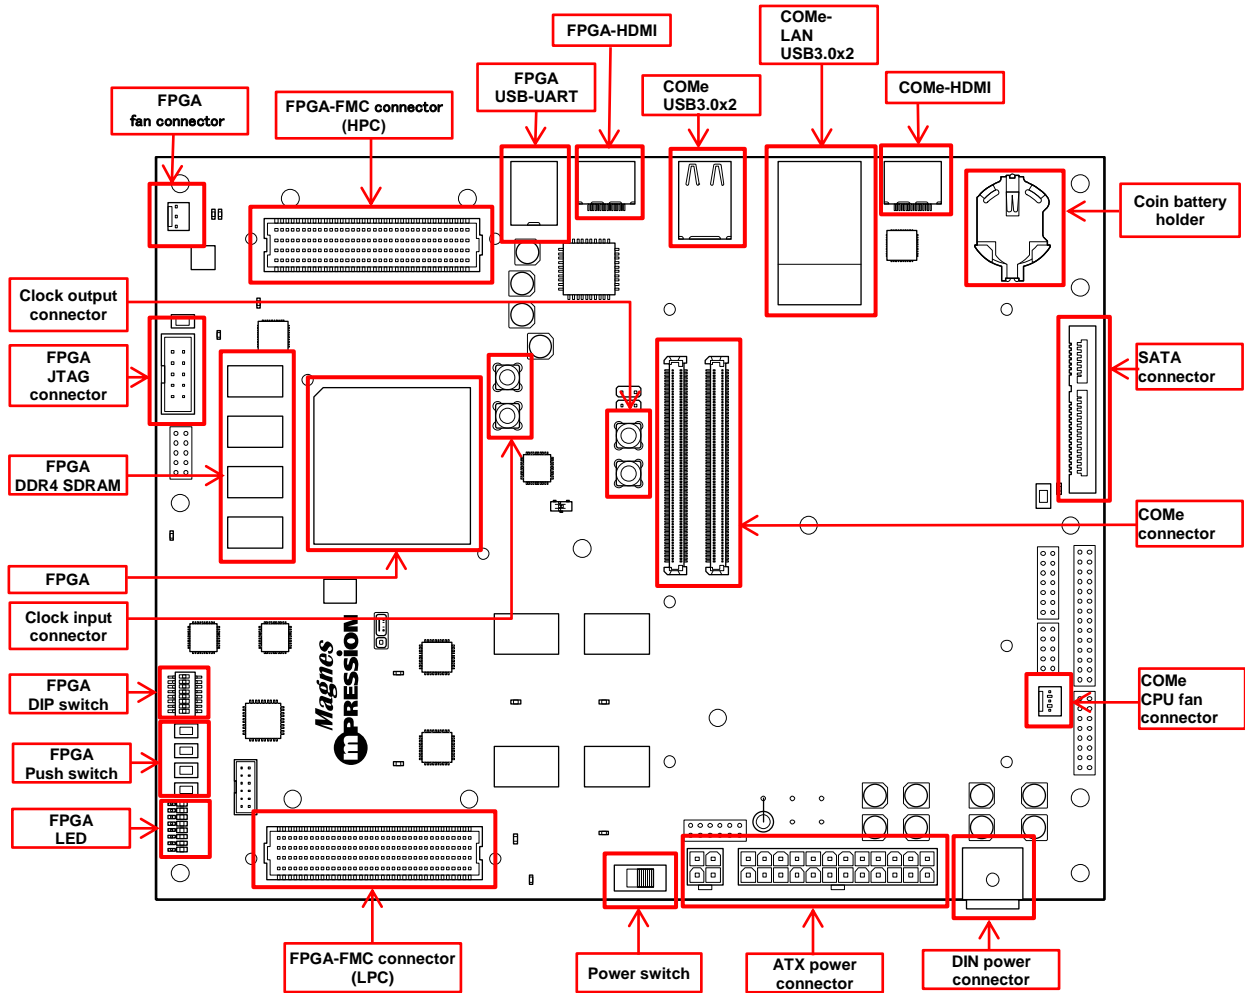 FPGA-HDMI
COMe-
LAN
USB3.0x2
FPGA
USB-UART
COMe
USB3.0x2
COMe-HDMI
FPGA
fan connector
FPGA-FMC connector
(HPC)
Coin battery
holder
Clock output
connector
FPGA
JTAG
connector
SATA
connector
FPGA
DDR4 SDRAM
COMe
connector
FPGA
Clock input
connector
Magnes
mPRESSION
FPGA
DIP switch
COMe
CPU fan
connector
FPGA
Push switch
FPGA
LED
FPGA-FMC connector
(LPC)
Power switch
ATX power
connector
DIN power
connector